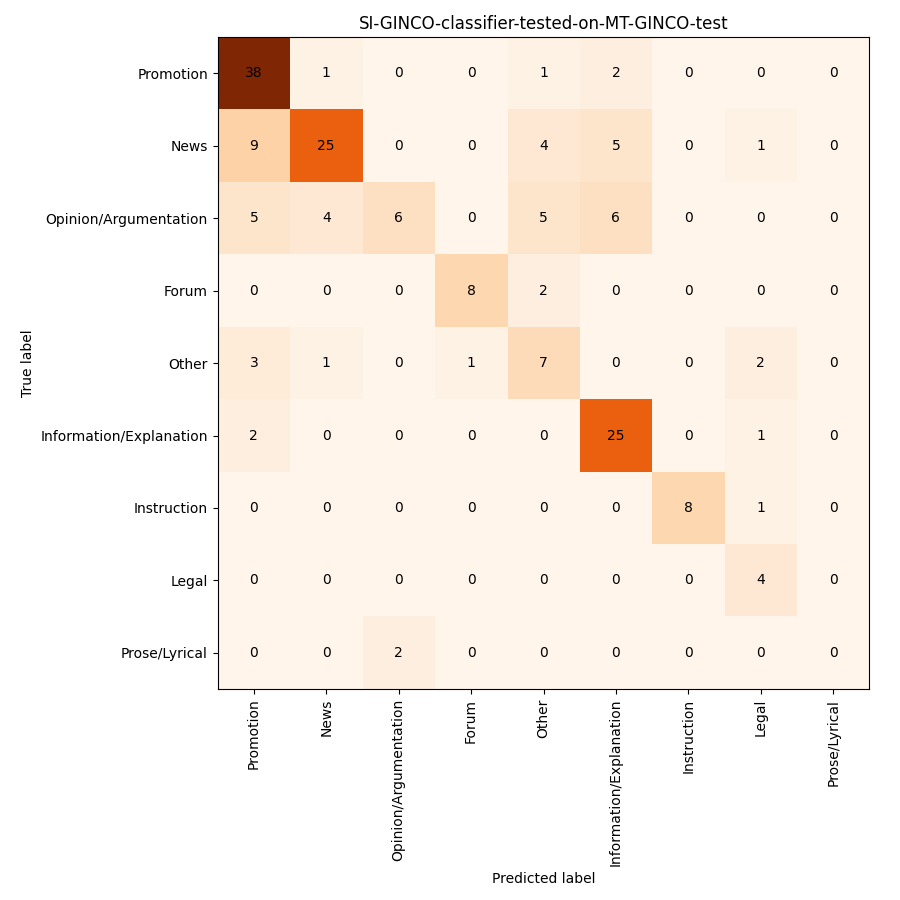 SI-GINCO-classifier-tested-on-MT-GINCO-test
True label
Promotion 38 1 0 0 1 2 0 0 0
News 9 25 0 0 4 5 0 1 0
Opinion/Argumentation 5 4 6 0 5 6 0 0 0
Forum 0 0 0 8 2 0 0 0 0
Other 3 1 0 1 7 0 0 2 0
Information/Explanation 2 0 0 0 0 25 0 1 0
Instruction 0 0 0 0 0 0 8 1 0
Legal 0 0 0 0 0 0 0 4 0
Prose/Lyrical 0 0 2 0 0 0 0 0 0
Promotion
News
Opinion/Argumentation
Forum
Other
Information/Explanation
Instruction
Legal
Prose/Lyrical
Predicted label